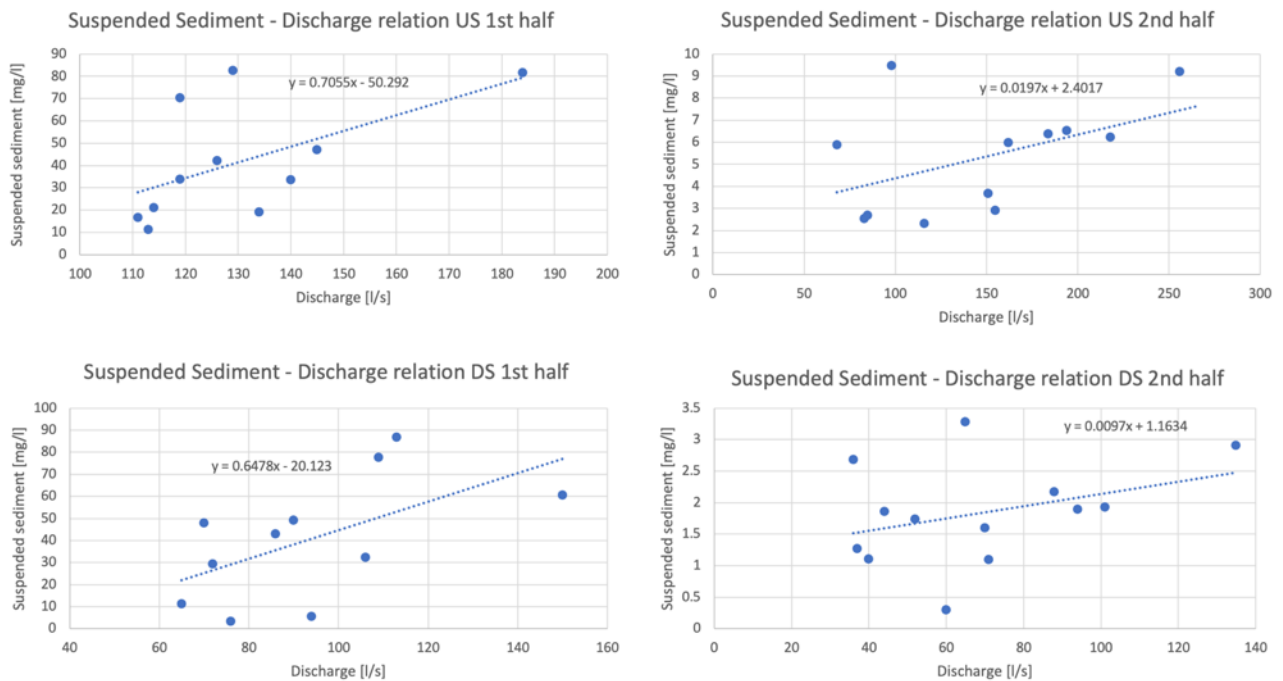 Suspended Sediment - Discharge relation US 1st half
90
80
70
60
50
40
30
20
10
0
y = 0.7055x - 50.292
Suspended sediment [mg/l]
100 110 120 130 140 150 160 170 180 190 200
Discharge [l/s]
Suspended Sediment - Discharge relation US 2nd half
10
9
8
7
6
5
4
3
2
1
0
y = 0.0197x + 2.4017
Suspended sediment [mg/l]
0 50 100 150 200 250 300
Discharge [l/s]
Suspended Sediment - Discharge relation DS 1st half
100
90
80
70
60
50
40
30
20
10
0
y = 0.6478x - 20.123
Suspended sediment [mg/l]
40 60 80 100 120 140 160
Discharge [l/s]
Suspended Sediment - Discharge relation DS 2nd half
3.5
3
2.5
2
1.5
1
0.5
0
y = 0.0097x + 1.1634
Suspended sediment [mg/l]
0 20 40 60 80 100 120 140
Discharge [l/s]